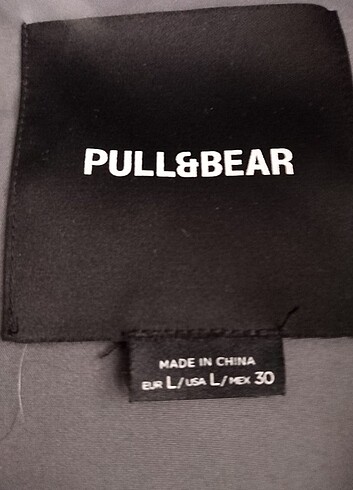 PULL&BEAR
MADE IN CHINA
EUR L/USA L/MEX 30